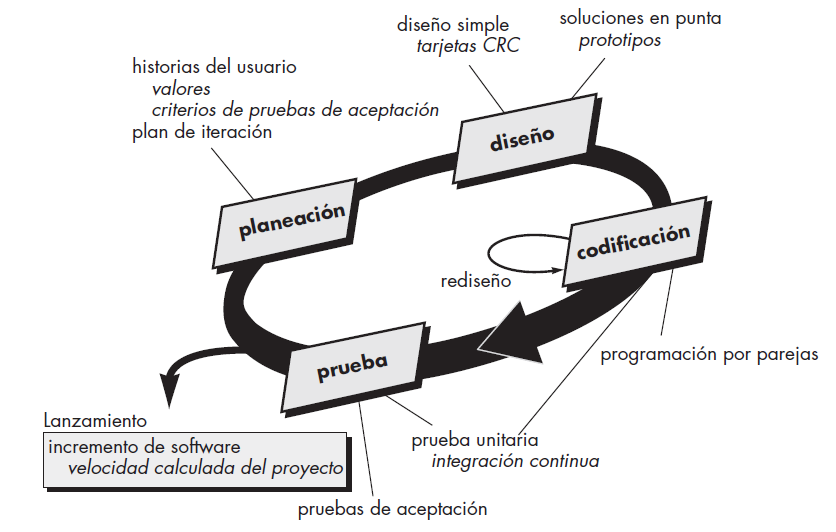 diseño simple
tarjetas CRC
soluciones en punta
prototipos
historias del usuario
valores
criterios de pruebas de aceptación
plan de iteración
diseño
planeación
codificación
rediseño
prueba
programación por parejas
Lanzamiento
incremento de software
velocidad calculada del proyecto
prueba unitaria
integración continua
pruebas de aceptación